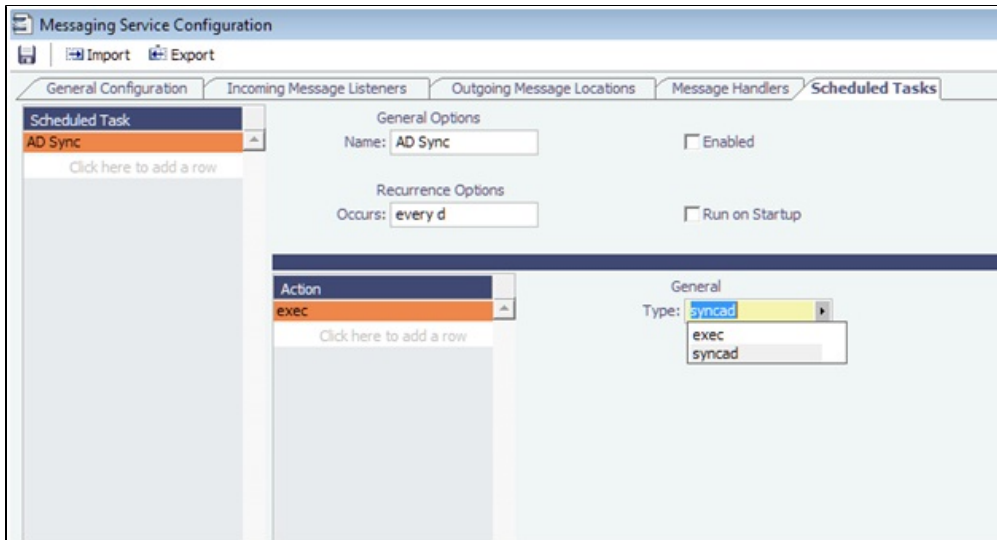 Messaging Service Configuration
Import Export
General Configuration Incoming Message Listeners Outgoing Message Locations Message Handlers Scheduled Tasks
Scheduled Task
AD Sync
Click here to add a row
General Options
Name: AD Sync Enabled
Recurrence Options
Occurs: every d Run on Startup
Action
exec
Click here to add a row
General
Type: syncad
exec
syncad